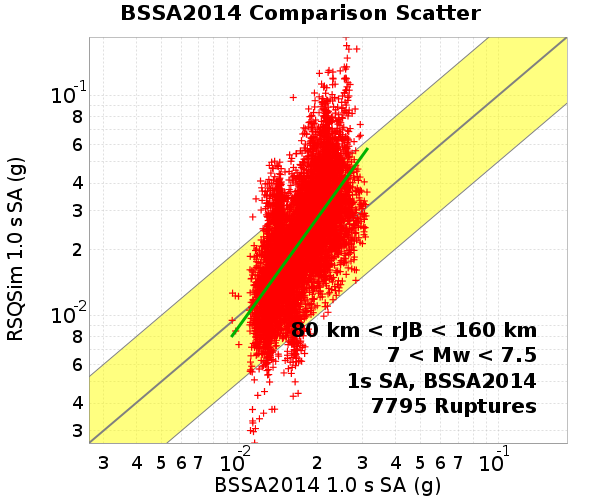 BSSA2014 Comparison Scatter
RSQSim 1.0 s SA (g)
10-1
8
6
4
3
2
10-2
8
6
4
3
80 km < rJB < 160 km
7 < Mw < 7.5
1s SA, BSSA2014
7795 Ruptures
3 4 5 6 7 10-2 2 3 4 5 6 7 10-1
BSSA2014 1.0 s SA (g)